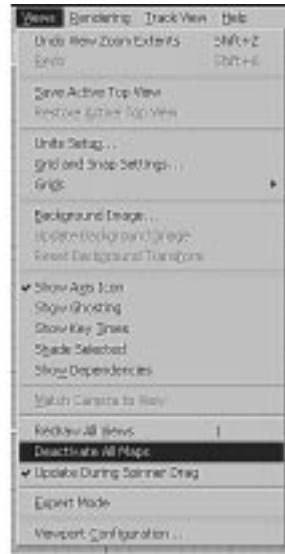 Views Rendering Track View Help
Undo View Zoom Extents Shift+Z
Redo Shift+A
Save Active Top View
Restore Active Top View
Units Setup...
Grid and Snap Settings...
Grids
Background Image...
Update Background Image
Reset Background Transform
Show Axis Icon
Show Ghosting
Show Key Times
Shade Selected
Show Dependencies
Match Camera to View
Redraw All Views 1
Deactivate All Maps
Update During Spinner Drag
Expert Mode
Viewport Configuration...